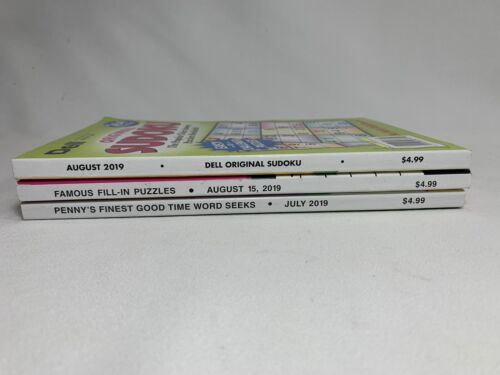 SUDOKU
AUGUST 2019 • DELL ORIGINAL SUDOKU • $4.99
FAMOUS FILL-IN PUZZLES • AUGUST 15, 2019 $4.99
PENNY'S FINEST GOOD TIME WORD SEEKS • JULY 2019 $4.99